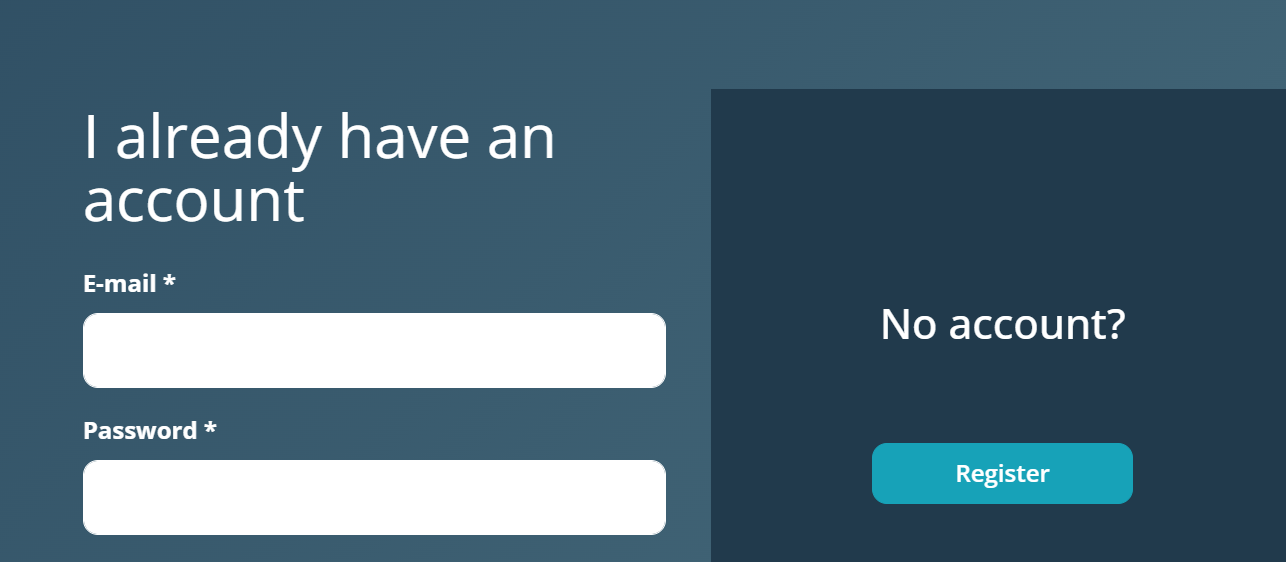 I already have an
account
E-mail *
Password *
No account?
Register